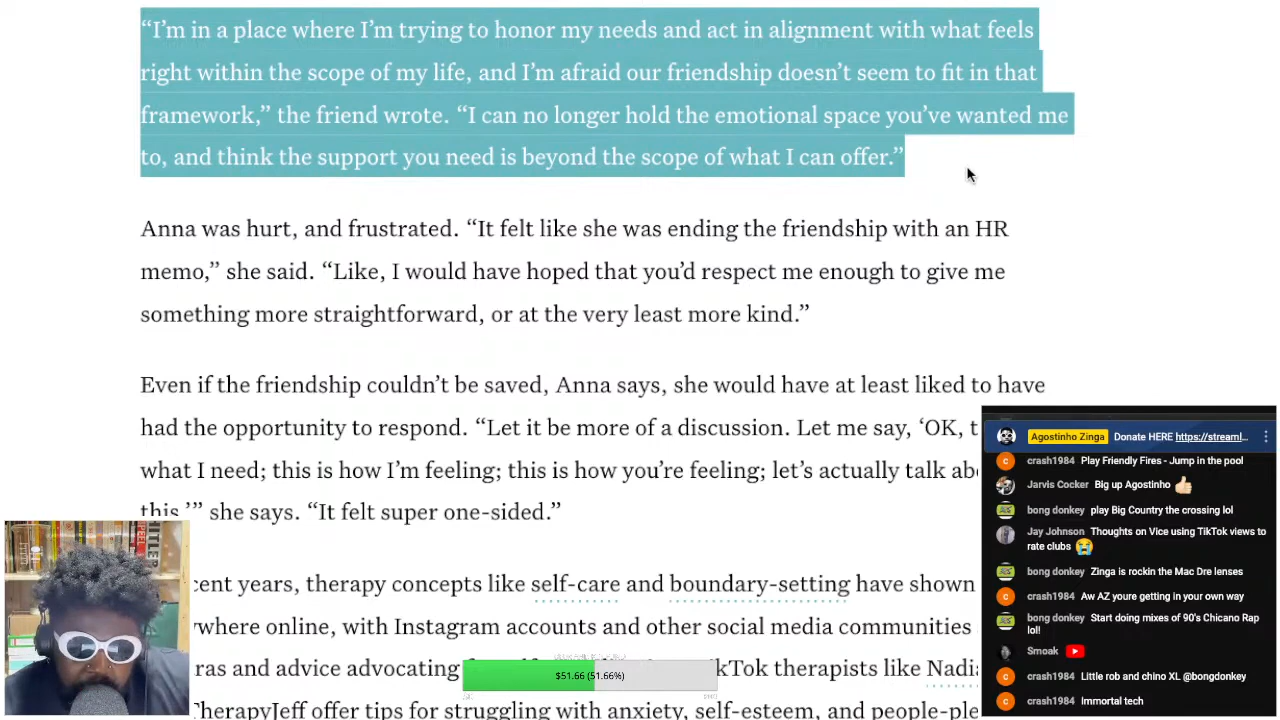 “I’m in a place where I’m trying to honor my needs and act in alignment with what feels
right within the scope of my life, and I’m afraid our friendship doesn’t seem to fit in that
framework,” the friend wrote. “I can no longer hold the emotional space you’ve wanted me
to, and think the support you need is beyond the scope of what I can offer.”
Anna was hurt, and frustrated. “It felt like she was ending the friendship with an HR
memo,” she said. “Like, I would have hoped that you’d respect me enough to give me
something more straightforward, or at the very least more kind.”
Even if the friendship couldn’t be saved, Anna says, she would have at least liked to have
had the opportunity to respond. “Let it be more of a discussion. Let me say, ‘OK,
what I need; this is how I’m feeling; this is how you’re feeling; let’s actually talk
this,’” she says. “It felt super one-sided.”
years, therapy concepts like self-care and boundary-setting have shown
online, with Instagram accounts and other social media communities
and advice advocating like
offer tips for struggling with anxiety, self-esteem, and
$51.66 (51.66%)
Agostinho Zinga Donate HERE https://streaml...
crash1984 Play Friendly Fires - Jump in the pool
Jarvis Cocker Big up Agostinho
bong donkey play Big Country the crossing lol
Jay Johnson Thoughts on Vice using TikTok views to
rate clubs
bong donkey Zinga is rockin the Mac Dre lenses
crash1984 Aw AZ youre getting in your own way
bong donkey Start doing mixes of 90's Chicano Rap
lol!
Smoak
crash1984 Little rob and chino XL @bongdonkey
crash1984 Immortal tech